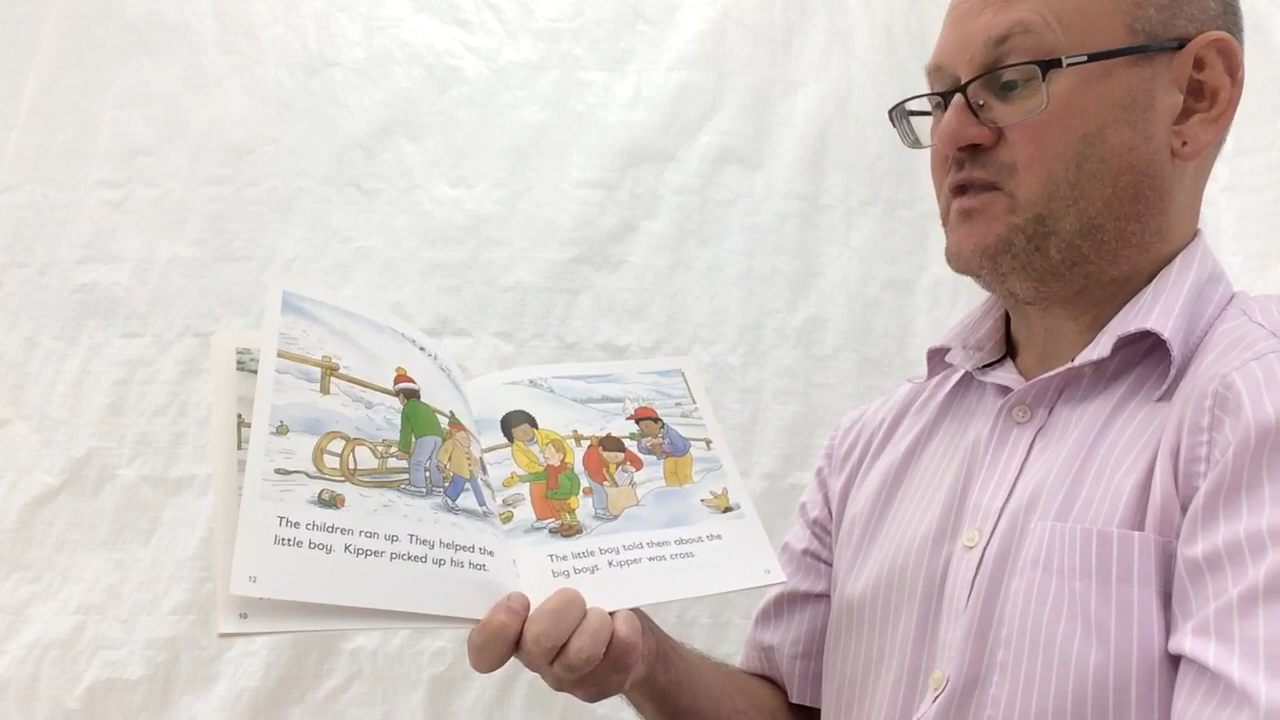 The children ran up. They helped the
little boy. Kipper picked up his hat.
12
10
The little boy told them about the
big boys. Kipper was cross.